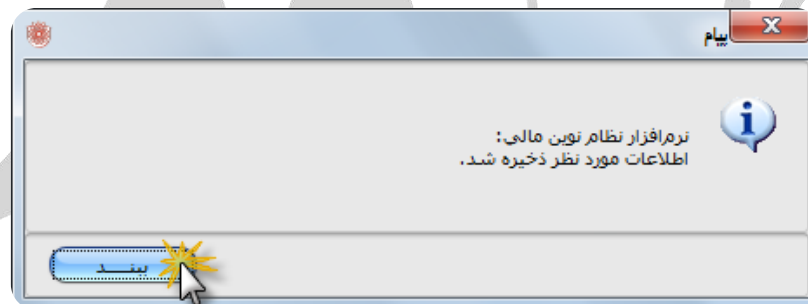 پیام
نرم‌افزار نظام نوین مالی:
اطلاعات مورد نظر ذخیره شد.
ببنـــد